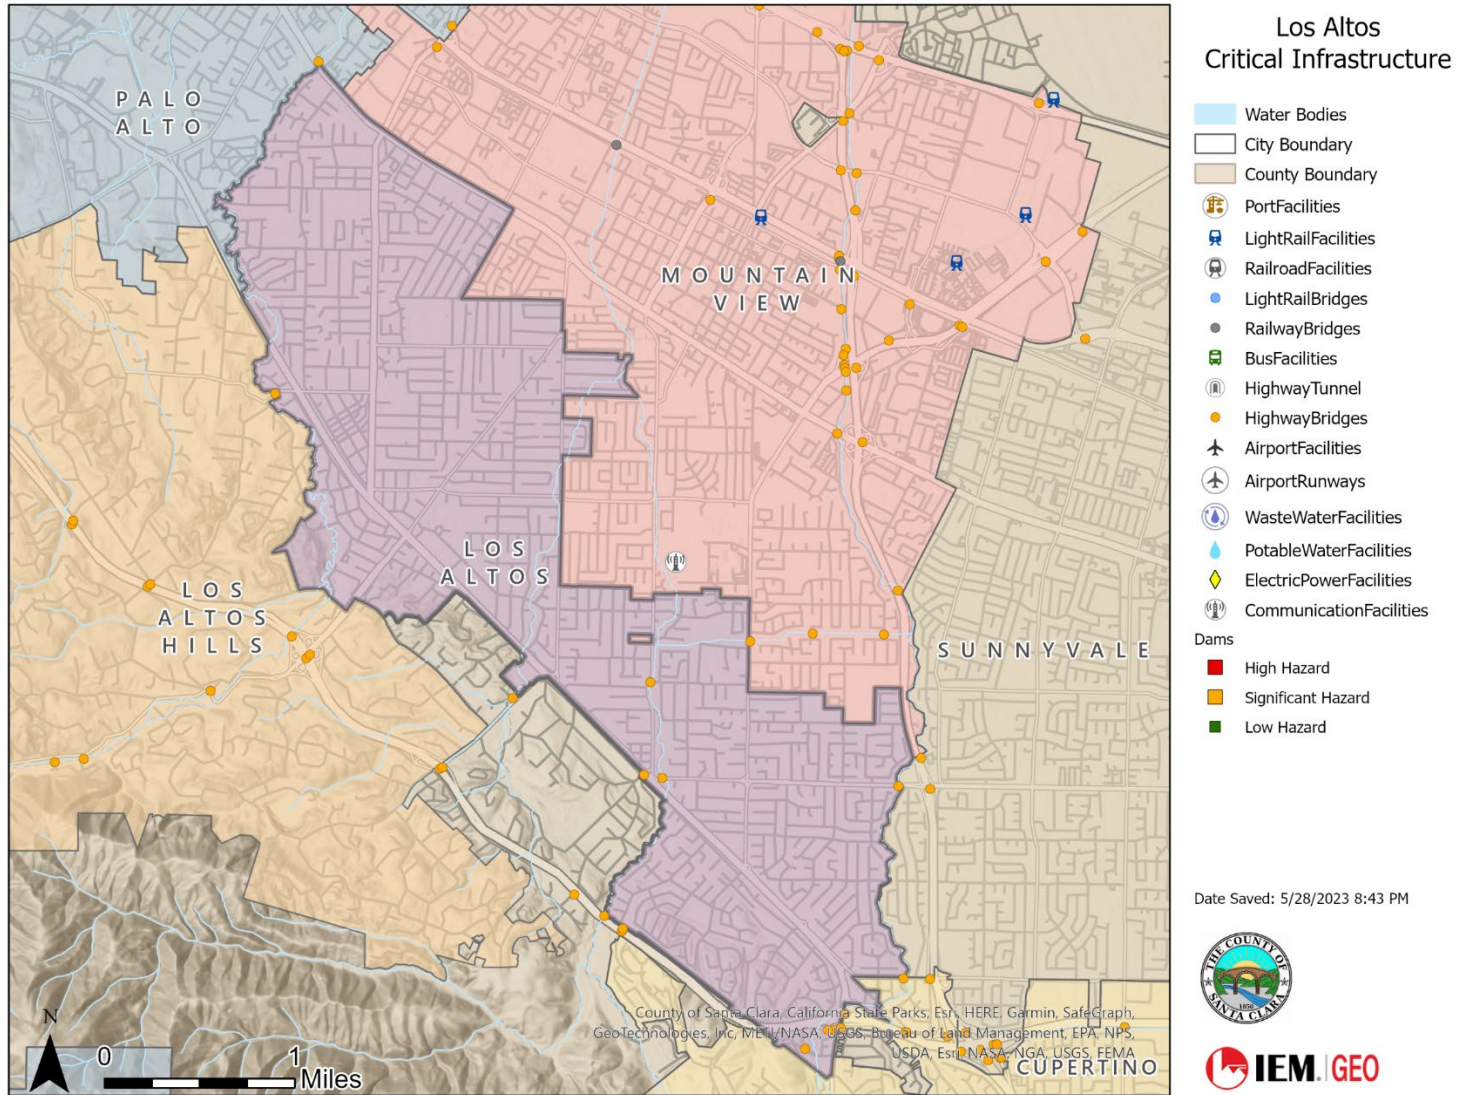 PALO
ALTO
MOUNTAIN
VIEW
LOS
ALTOS
LOS
ALTOS
HILLS
SUNNYVALE
CUPERTINO
County of Santa Clara, California State Parks, Esri, HERE, Garmin, SafeGraph,
GeoTechnologies, Inc, METI/NASA, USGS, Bureau of Land Management, EPA, NPS,
USDA, Esri, NASA, NGA, USGS, FEMA
N
0 1
Miles
Los Altos
Critical Infrastructure
Water Bodies
City Boundary
County Boundary
PortFacilities
LightRailFacilities
RailroadFacilities
LightRailBridges
RailwayBridges
BusFacilities
HighwayTunnel
HighwayBridges
AirportFacilities
AirportRunways
WasteWaterFacilities
PotableWaterFacilities
ElectricPowerFacilities
CommunicationFacilities
Dams
High Hazard
Significant Hazard
Low Hazard
Date Saved: 5/28/2023 8:43 PM
THE COUNTY OF
SANTA CLARA
1850
IEM. | GEO